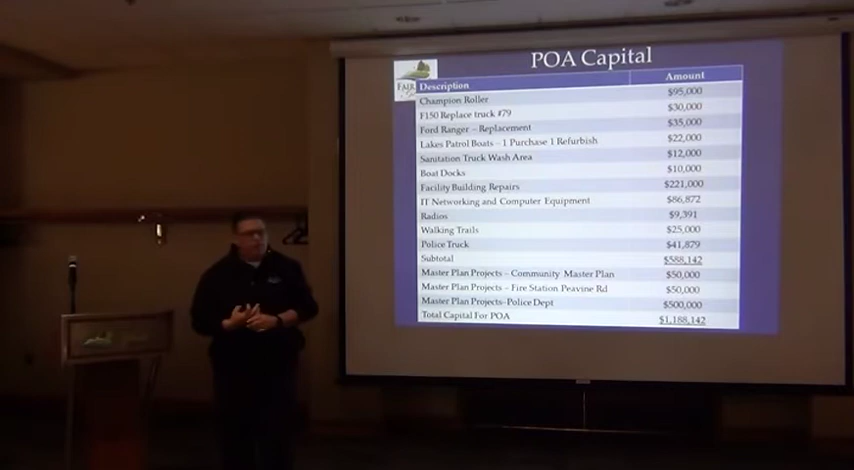 POA Capital
FAIR
Description Amount
Champion Roller $95,000
F150 Replace truck #79 $30,000
Ford Ranger – Replacement $35,000
Lakes Patrol Boats – 1 Purchase 1 Refurbish $22,000
Sanitation Truck Wash Area $12,000
Boat Docks $10,000
Facility Building Repairs $221,000
IT Networking and Computer Equipment $86,872
Radios $9,391
Walking Trails $25,000
Police Truck $41,879
Subtotal $588,142
Master Plan Projects – Community Master Plan $50,000
Master Plan Projects – Fire Station Peavine Rd $50,000
Master Plan Projects- Police Dept $500,000
Total Capital For POA $1,188,142